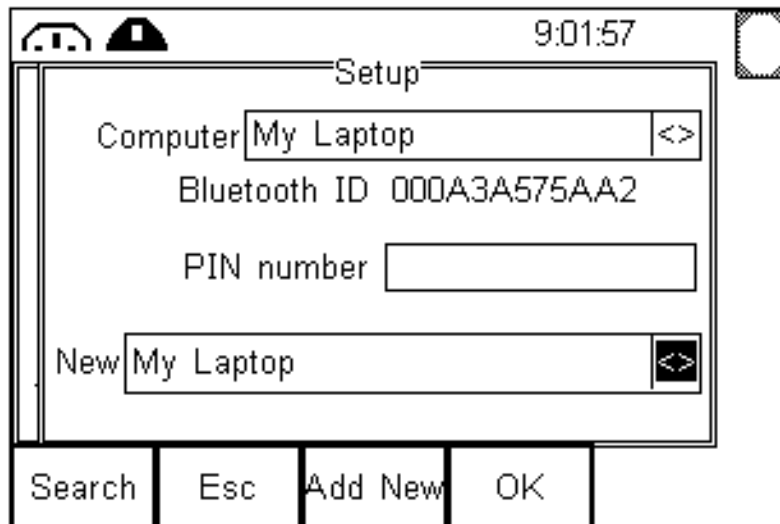 9:01:57
Setup
Computer My Laptop <>
Bluetooth ID 000A3A575AA2
PIN number
New My Laptop <>
Search Esc Add New OK